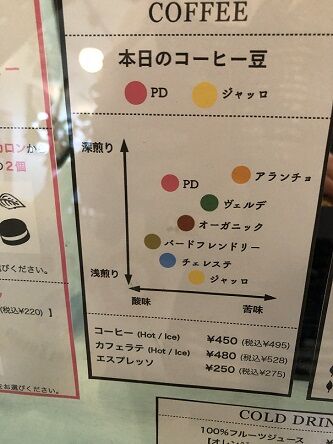 COFFEE
本日のコーヒー豆
PD ジャッロ
深煎り
アランチョ
PD
ヴェルデ
オーガニック
バードフレンドリー
チェレステ
浅煎り
ジャッロ
酸味 苦味
コーヒー (Hot / Ice) ¥450 (税込¥495)
カフェラテ (Hot / Ice) ¥480 (税込¥528)
エスプレッソ ¥250 (税込¥275)
カロンから
の2個
びください。
(税込¥220) 】
をお選びください。
COLD DRIN
100%フルーツジュース